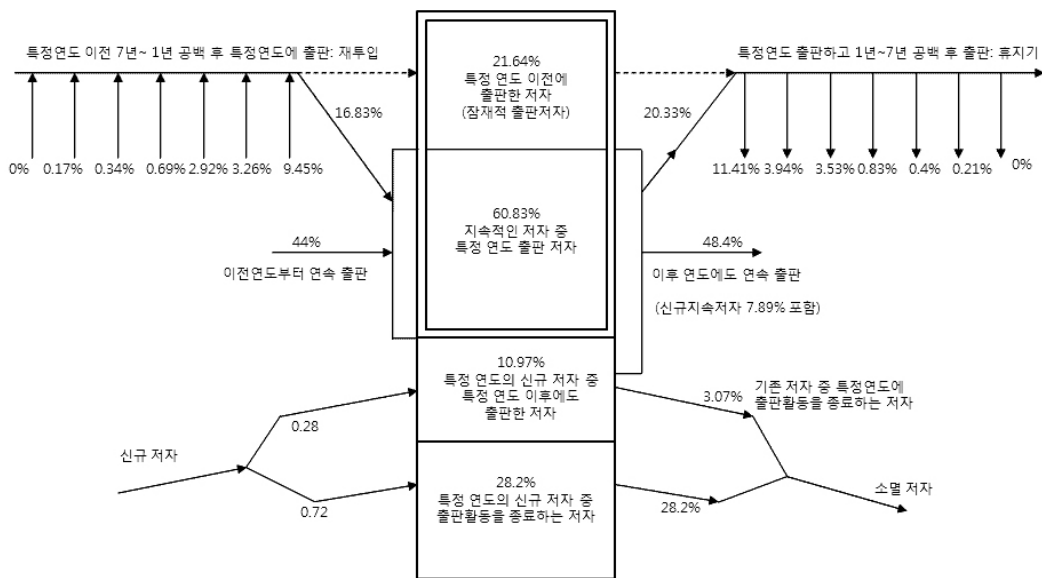 특정연도 이전 7년~ 1년 공백 후 특정연도에 출판: 재투입
16.83%
0%
0.17%
0.34%
0.69%
2.92%
3.26%
9.45%
44%
이전연도부터 연속 출판
21.64%
특정 연도 이전에
출판한 저자
(잠재적 출판저자)
60.83%
지속적인 저자 중
특정 연도 출판 저자
10.97%
특정 연도의 신규 저자 중
특정 연도 이후에도
출판한 저자
28.2%
특정 연도의 신규 저자 중
출판활동을 종료하는 저자
특정연도 출판하고 1년~7년 공백 후 출판: 휴지기
20.33%
11.41%
3.94%
3.53%
0.83%
0.4%
0.21%
0%
48.4%
이후 연도에도 연속 출판
(신규지속저자 7.89% 포함)
신규 저자
0.28
0.72
3.07%
기존 저자 중 특정연도에
출판활동을 종료하는 저자
28.2%
소멸 저자